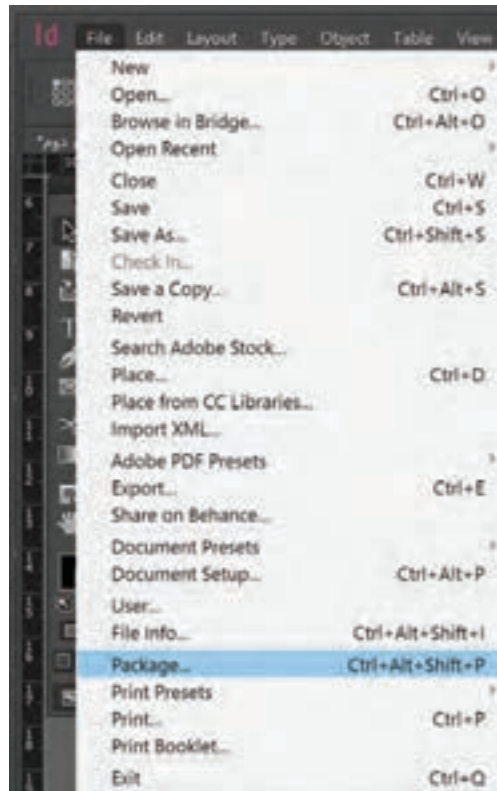 Id File Edit Layout Type Object Table View
New
Open... Ctrl+O
Browse in Bridge... Ctrl+Alt+O
Open Recent
Close Ctrl+W
Save Ctrl+S
Save As... Ctrl+Shift+S
Check In...
Save a Copy... Ctrl+Alt+S
Revert
Search Adobe Stock...
Place... Ctrl+D
Place from CC Libraries...
Import XML...
Adobe PDF Presets
Export... Ctrl+E
Share on Behance...
Document Presets
Document Setup... Ctrl+Alt+P
User...
File Info... Ctrl+Alt+Shift+I
Package... Ctrl+Alt+Shift+P
Print Presets
Print... Ctrl+P
Print Booklet...
Exit Ctrl+Q